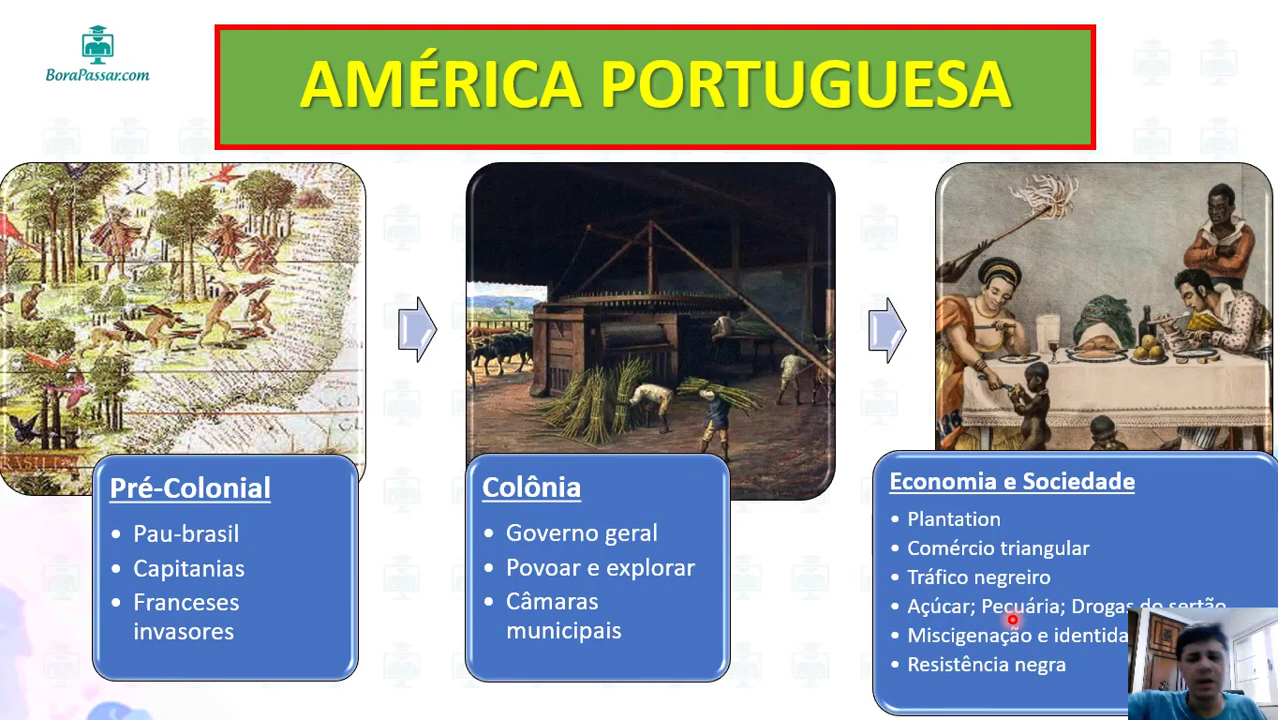 BoraPassar.com
AMÉRICA PORTUGUESA
Pré-Colonial
• Pau-brasil
• Capitanias
• Franceses
invasores
Colônia
• Governo geral
• Povoar e explorar
• Câmaras
municipais
Economia e Sociedade
• Plantation
• Comércio triangular
• Tráfico negreiro
• Açúcar; Pecuária; Drogas do sertão
• Miscigenação e
• Resistência negra